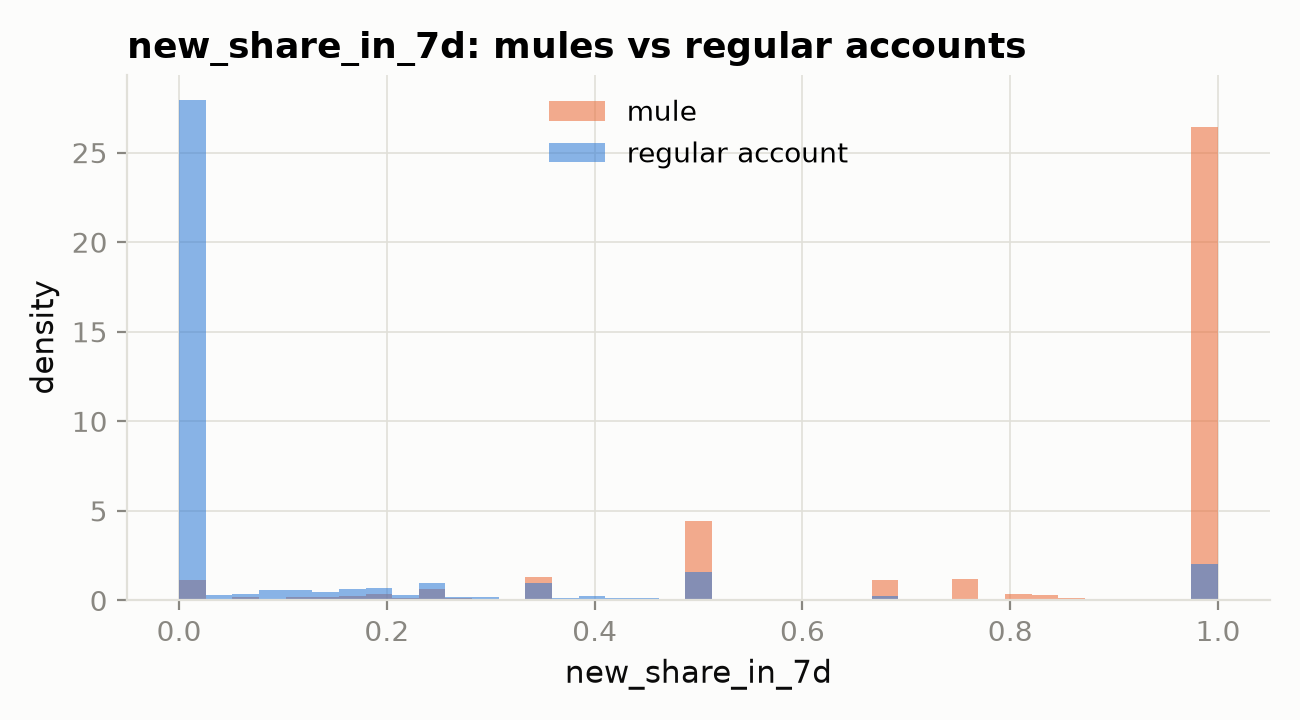 new_share_in_7d: mules vs regular accounts
mule
regular account
density
25
20
15
10
5
0
0.0 0.2 0.4 0.6 0.8 1.0
new_share_in_7d